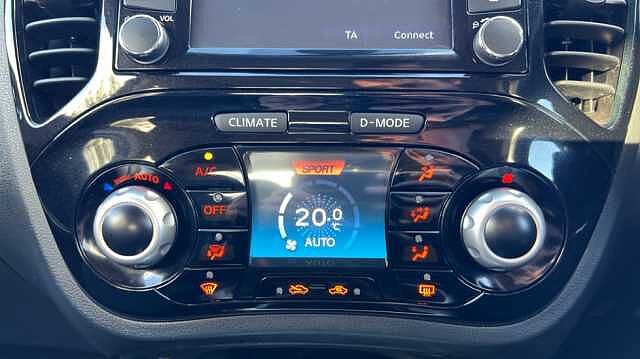 VOL
TA Connect
CLIMATE D-MODE
AUTO
A/C
OFF
SPORT
20.0
°C
AUTO